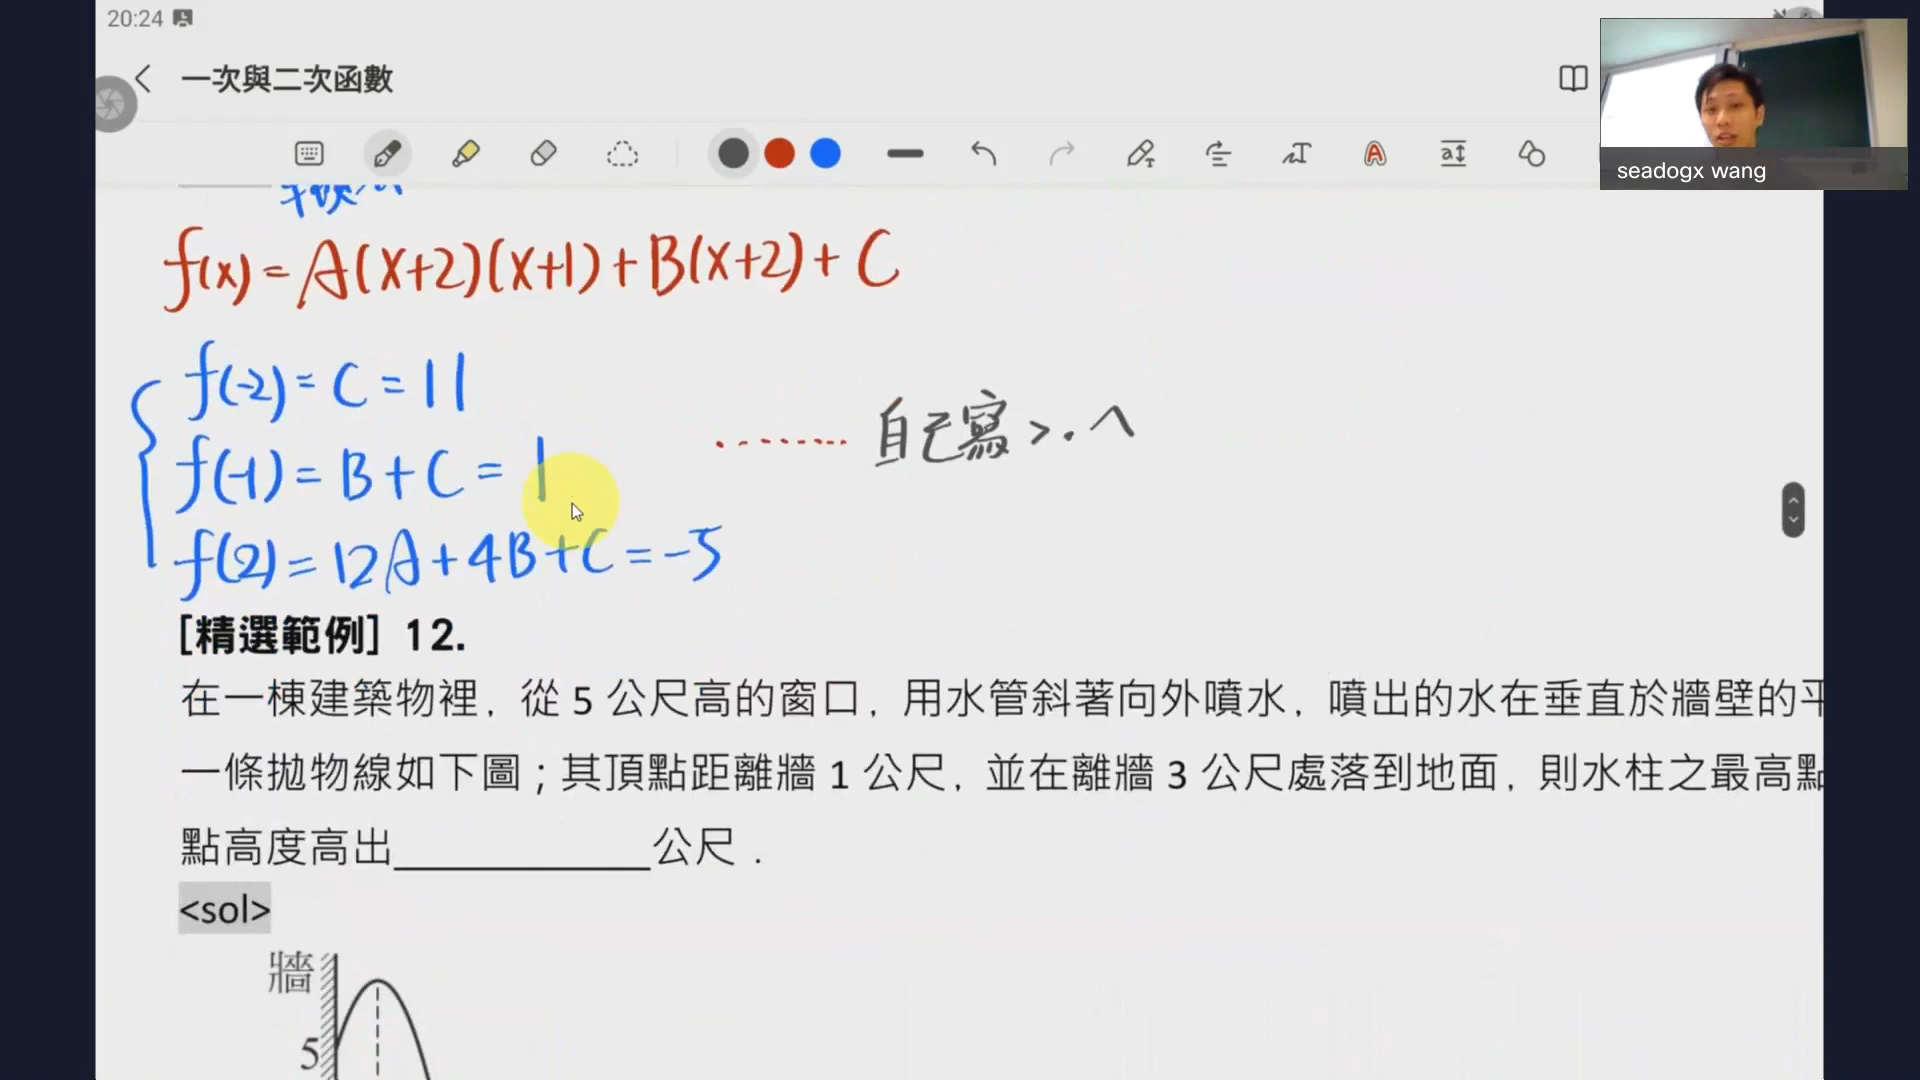 20:24
一次與二次函數
seadogx wang
f(x)=A(x+2)(x+1)+B(x+2)+C
f(-2)=C=11
f(-1)=B+C=1
......... 自己寫>.^
f(2)=12A+4B+C=-5
[精選範例] 12.
在一棟建築物裡，從 5 公尺高的窗口，用水管斜著向外噴水，噴出的水在垂直於牆壁的平
一條拋物線如下圖；其頂點距離牆 1 公尺，並在離牆 3 公尺處落到地面，則水柱之最高點
點高度高出____________公尺．
<sol>
牆
5